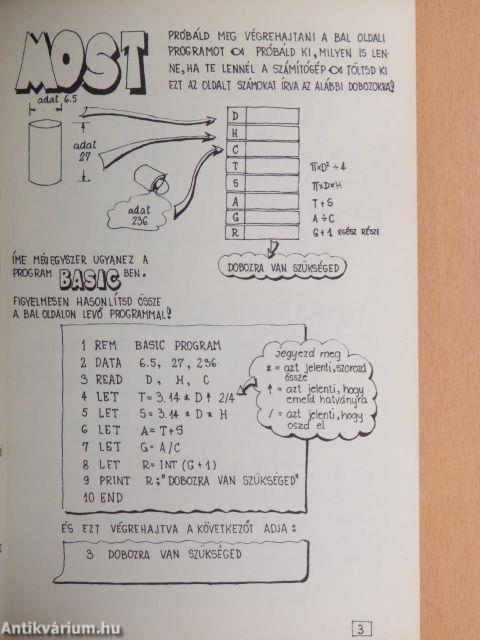 MOST
PRÓBÁLD MEG VÉGREHAJTANI A BAL OLDALI
PROGRAMOT PRÓBÁLD KI, MILYEN IS LEN-
NE, HA TE LENNÉL A SZÁMÍTÓGÉP TÖLTSD KI
EZT AZ OLDALT SZÁMOKAT ÍRVA AZ ALÁBBI DOBOZOKRA!
adat 6.5
adat
27
adat
236
D
H
C
T π×D² ÷ 4
S π×D×H
A T+S
G A÷C
R G+1 EGÉSZ RÉSZE
DOBOZRA VAN SZÜKSÉGED
ÍME MÉGEGYSZER UGYANEZ A
PROGRAM BASIC BEN.
FIGYELMESEN HASONLÍTSD ÖSSZE
A BAL OLDALON LEVŐ PROGRAMMAL!
1 REM BASIC PROGRAM
2 DATA 6.5, 27, 236
3 READ D, H, C
4 LET T=3.14 * D ↑ 2/4
5 LET S=3.14 * D * H
6 LET A=T+S
7 LET G=A/C
8 LET R=INT (G+1)
9 PRINT R;"DOBOZRA VAN SZÜKSÉGED"
10 END
jegyezd meg
* = azt jelenti, szorozd
össze
↑ = azt jelenti, hogy
emeld hatványra
/ = azt jelenti, hogy
oszd el
ÉS EZT VÉGREHAJTVA A KÖVETKEZŐT ADJA:
3 DOBOZRA VAN SZÜKSÉGED
3
Antikvárium.hu